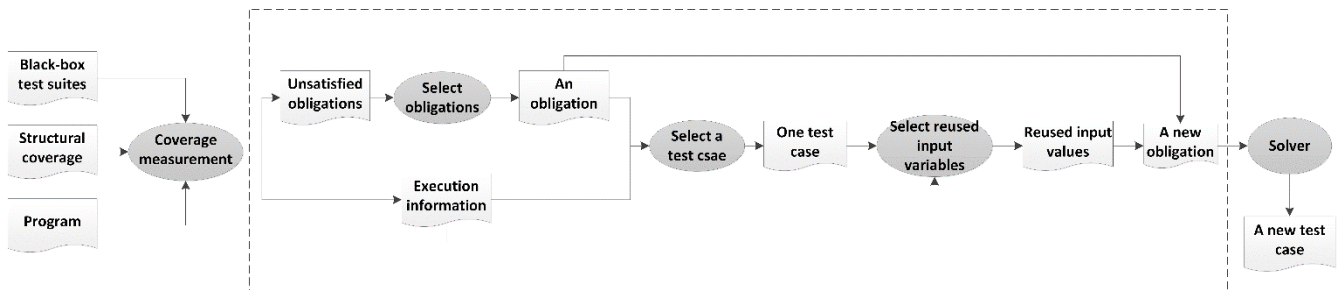 Black-box
test suites
Structural
coverage
Program
Coverage
measurement
Unsatisfied
obligations
Select
obligations
An
obligation
Execution
information
Select a
test csae
One test
case
Select reused
input
variables
Reused input
values
A new
obligation
Solver
A new test
case